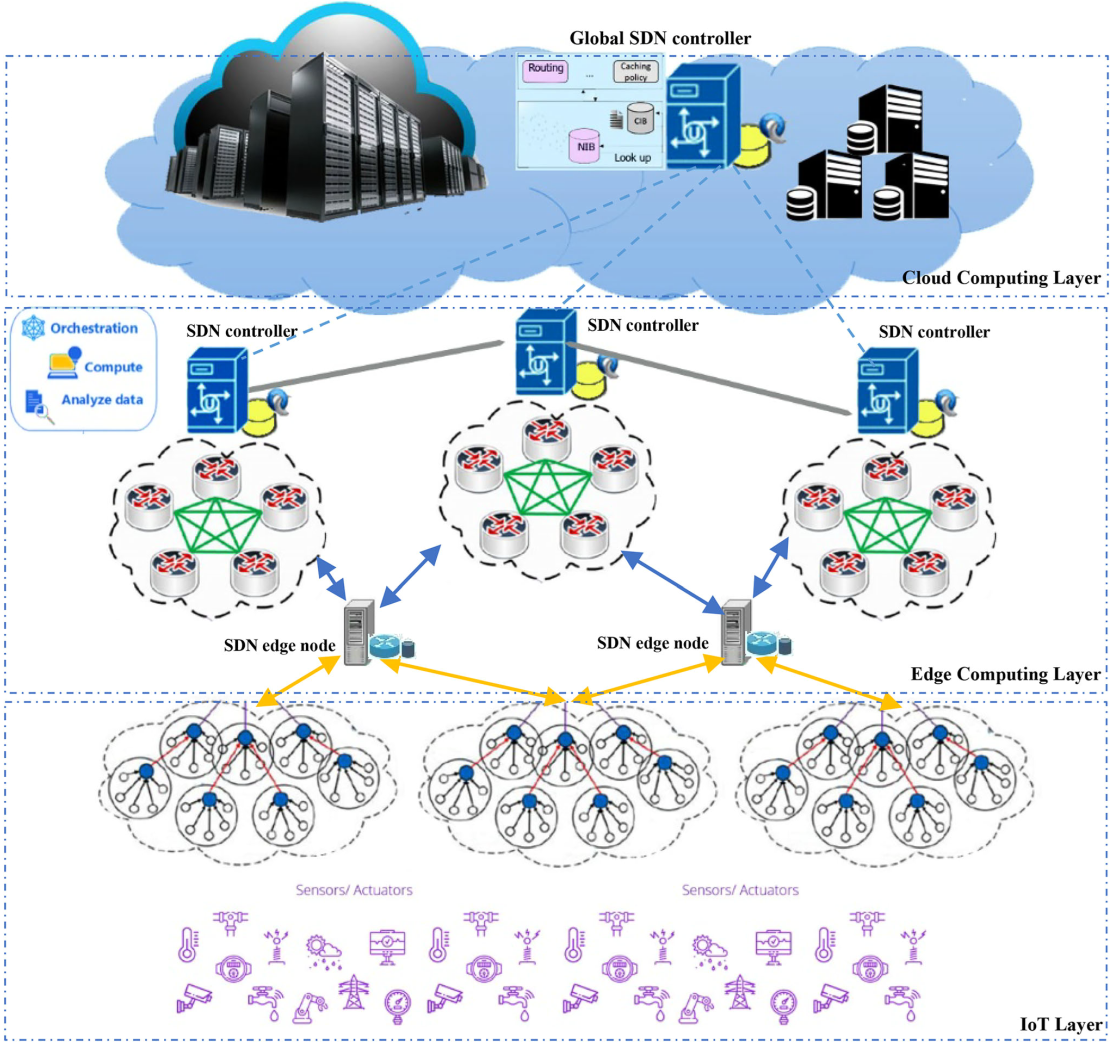 Global SDN controller
Routing
...
Caching
policy
CIB
NIB
Look up
Cloud Computing Layer
Orchestration
Compute
Analyze data
SDN controller
SDN controller
SDN controller
SDN edge node
SDN edge node
Edge Computing Layer
Sensors/ Actuators
Sensors/ Actuators
IoT Layer